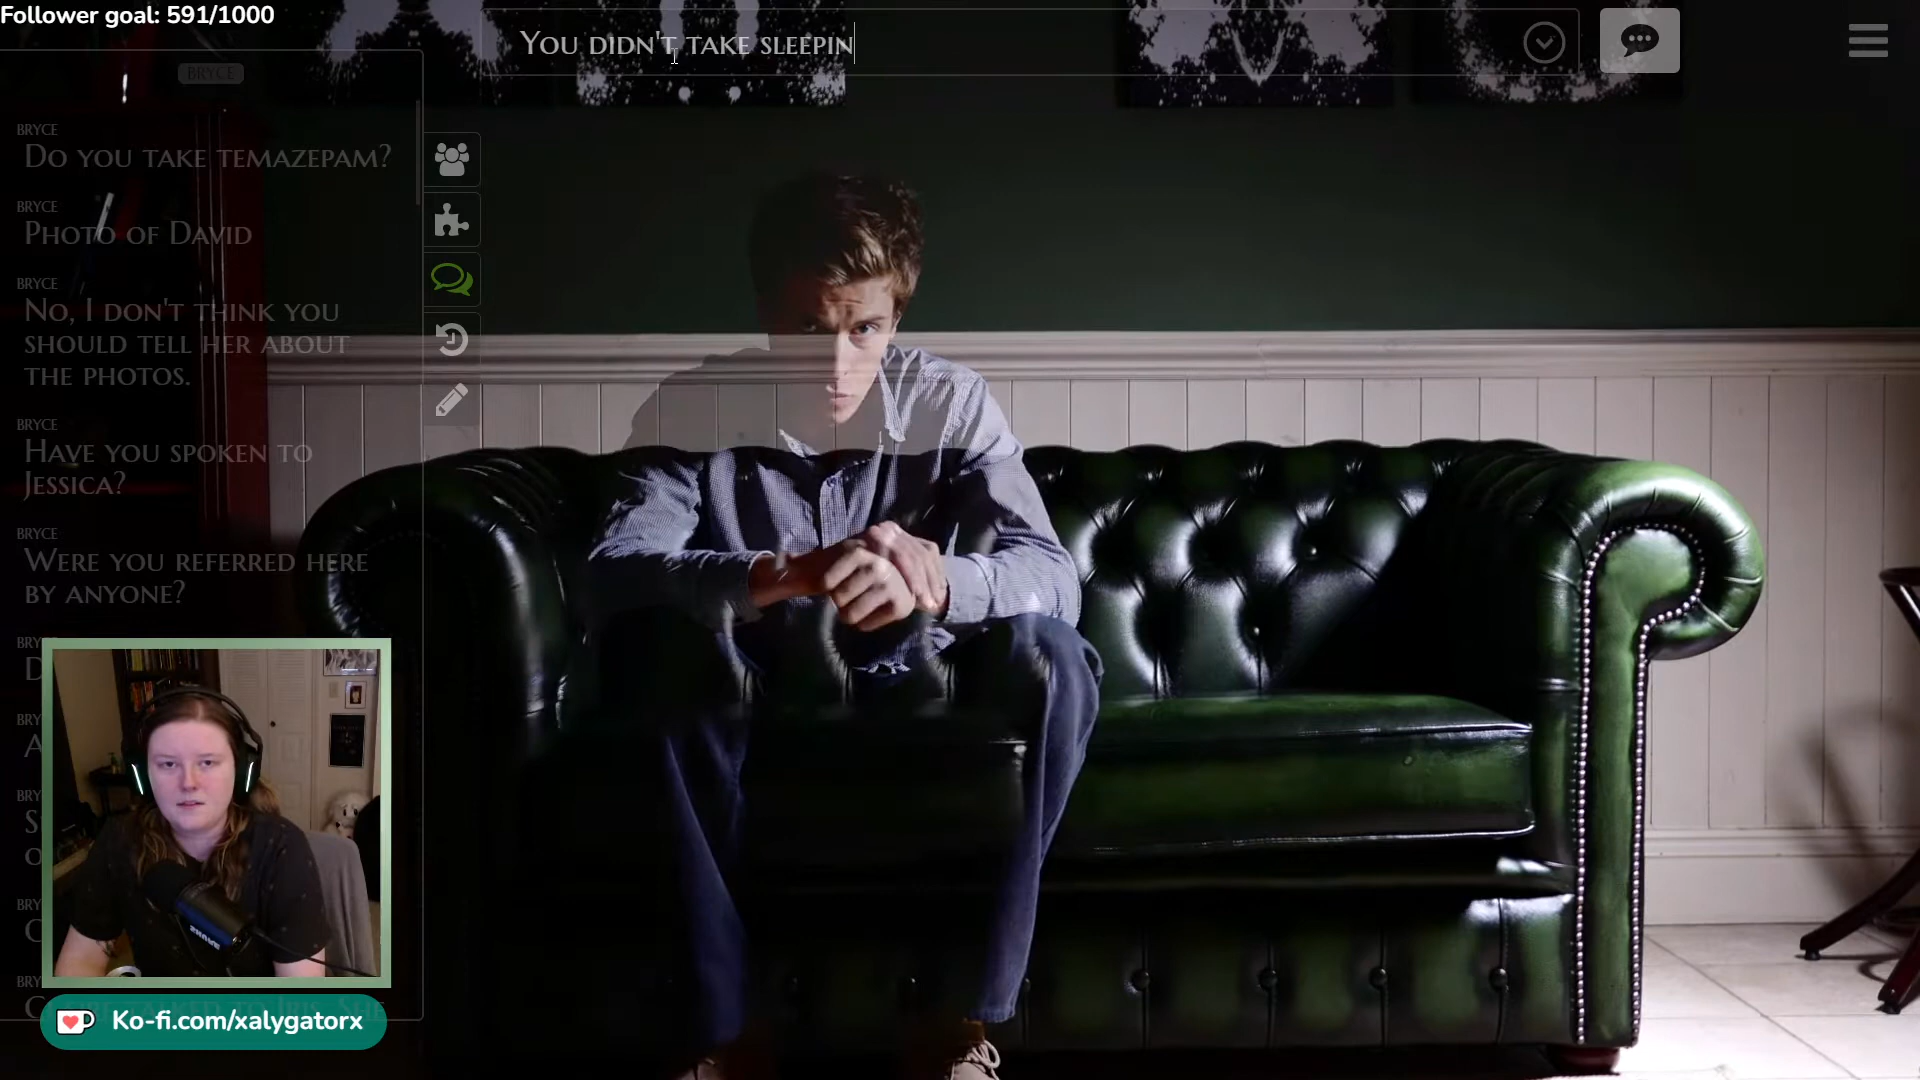 Follower goal: 591/1000
You didn't take sleepin
BRYCE
BRYCE
Do you take temazepam?
BRYCE
Photo of David
BRYCE
No, I don't think you
should tell her about
the photos.
BRYCE
Have you spoken to
Jessica?
BRYCE
Were you referred here
by anyone?
Ko-fi.com/xalygatorx